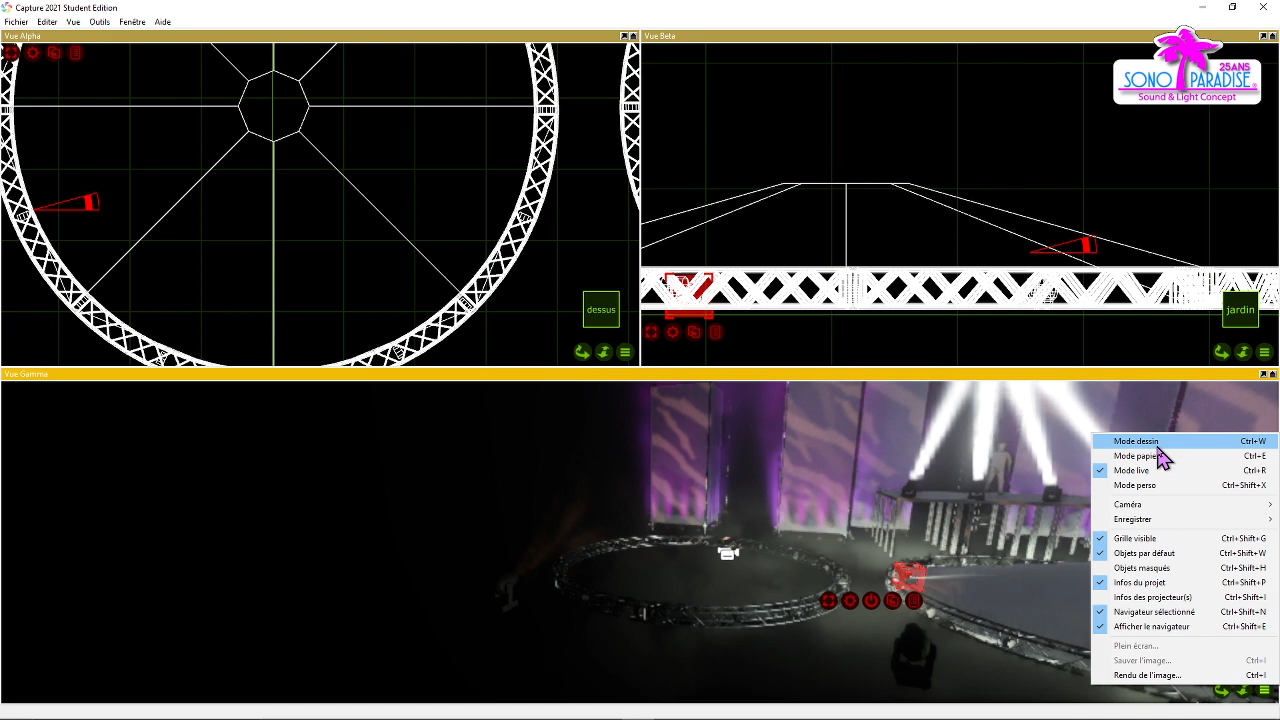 Capture 2021 Student Edition
Fichier Editer Vue Outils Fenêtre Aide
Vue Alpha
Vue Beta
25ANS
SONO PARADISE®
Sound & Light Concept
dessus
jardin
Vue Gamma
Mode dessin Ctrl+W
Mode papier Ctrl+E
Mode live Ctrl+R
Mode perso Ctrl+Shift+X
Caméra
Enregistrer
Grille visible Ctrl+Shift+G
Objets par défaut Ctrl+Shift+W
Objets masqués Ctrl+Shift+H
Infos du projet Ctrl+Shift+P
Infos des projecteur(s) Ctrl+Shift+I
Navigateur sélectionné Ctrl+Shift+N
Afficher le navigateur Ctrl+Shift+E
Plein écran...
Sauver l'image... Ctrl+I
Rendu de l'image... Ctrl+I